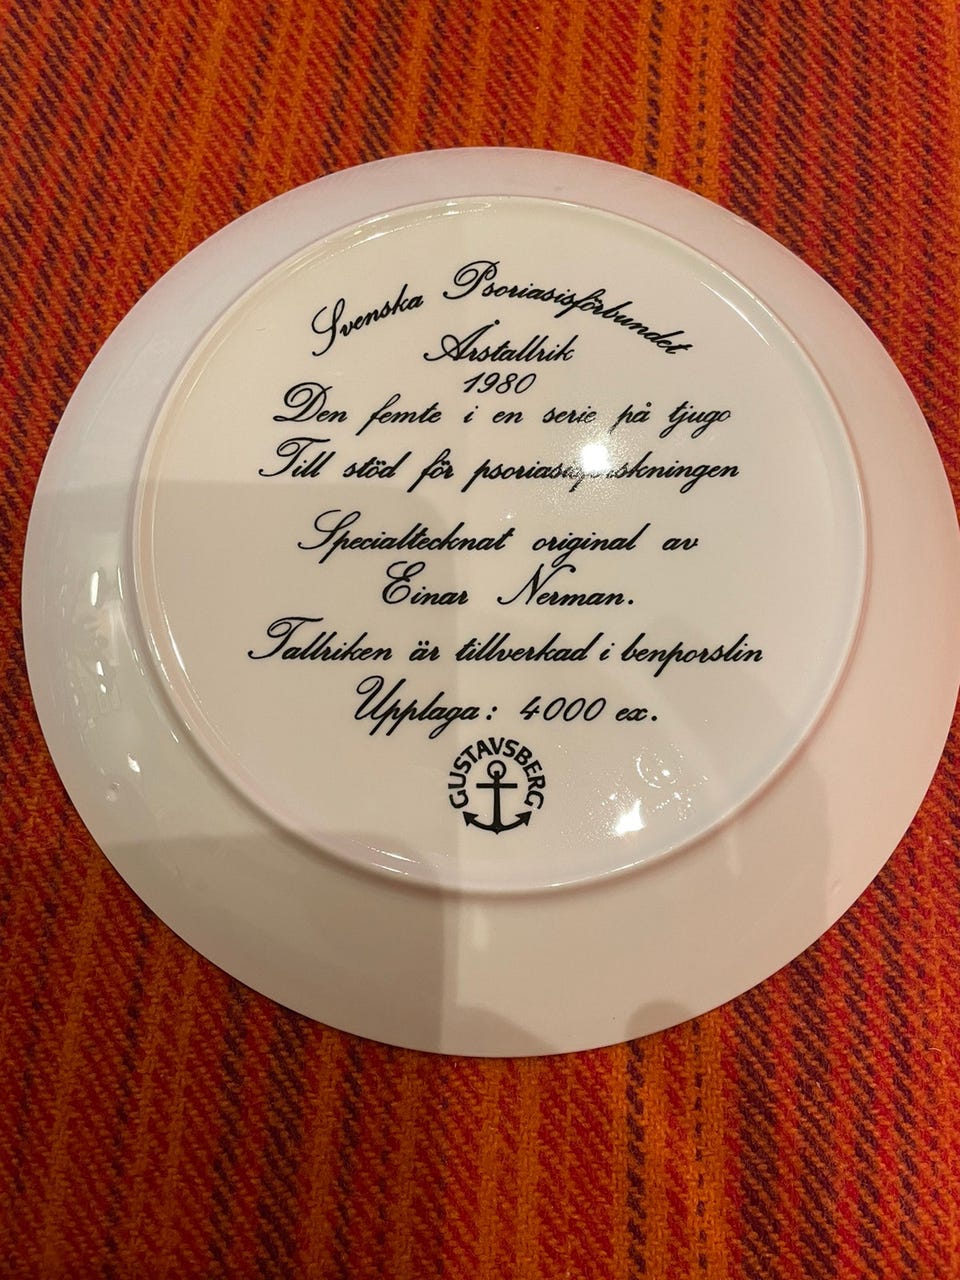 Svenska Psoriasisförbundet
Årstallrik
1980
Den femte i en serie på tjugo
Till stöd för psoriasisforskningen
Specialtecknat original av
Einar Nerman.
Tallriken är tillverkad i benporslin
Upplaga: 4000 ex.
GUSTAVSBERG